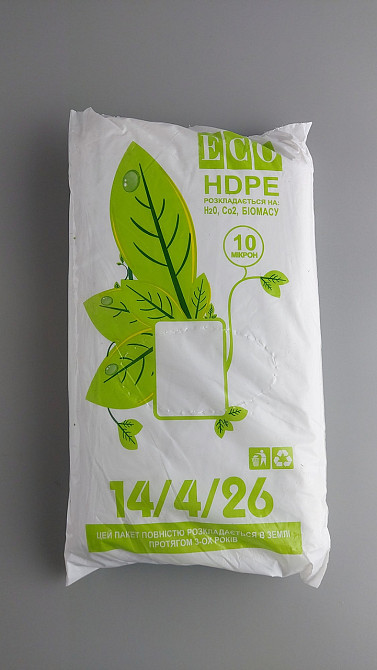 ECO
HDPE
РОЗКЛАДАЄТЬСЯ НА:
H2O, Co2, БІОМАСУ
10
МІКРОН
14/4/26
ЦЕЙ ПАКЕТ ПОВНІСТЮ РОЗКЛАДАЄТЬСЯ В ЗЕМЛІ
ПРОТЯГОМ 3-ОХ РОКІВ